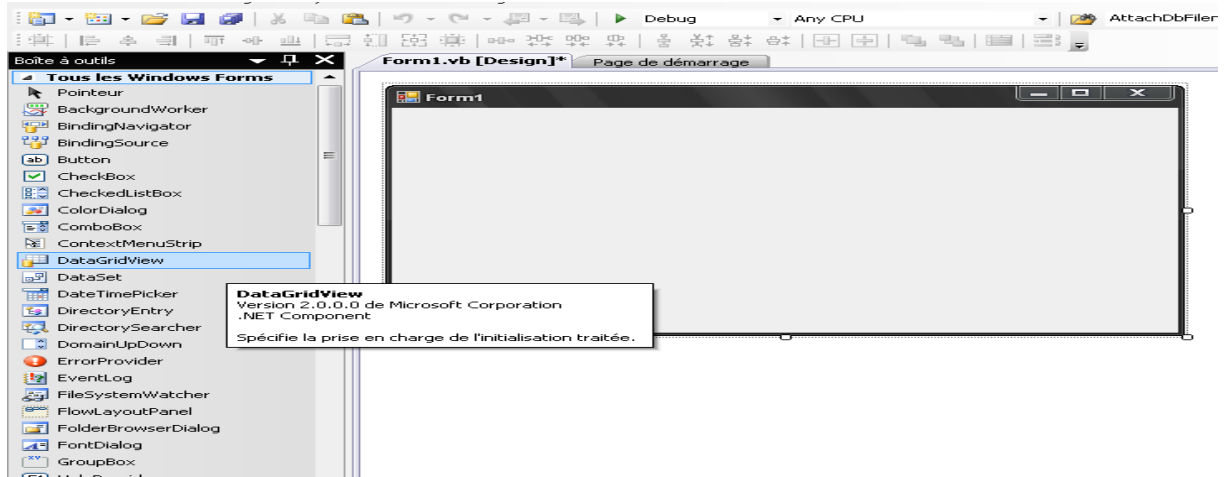 Debug Any CPU AttachDbFilen
Boîte à outils
Form1.vb [Design]* Page de démarrage
Tous les Windows Forms
Pointeur
BackgroundWorker
BindingNavigator
BindingSource
ab Button
CheckBox
CheckedListBox
ColorDialog
ComboBox
ContextMenuStrip
DataGridView
DataSet
DateTimePicker
DirectoryEntry
DirectorySearcher
DomainUpDown
ErrorProvider
EventLog
FileSystemWatcher
FlowLayoutPanel
FolderBrowserDialog
FontDialog
GroupBox
Form1
DataGridView
Version 2.0.0.0 de Microsoft Corporation
.NET Component
Spécifie la prise en charge de l'initialisation traitée.